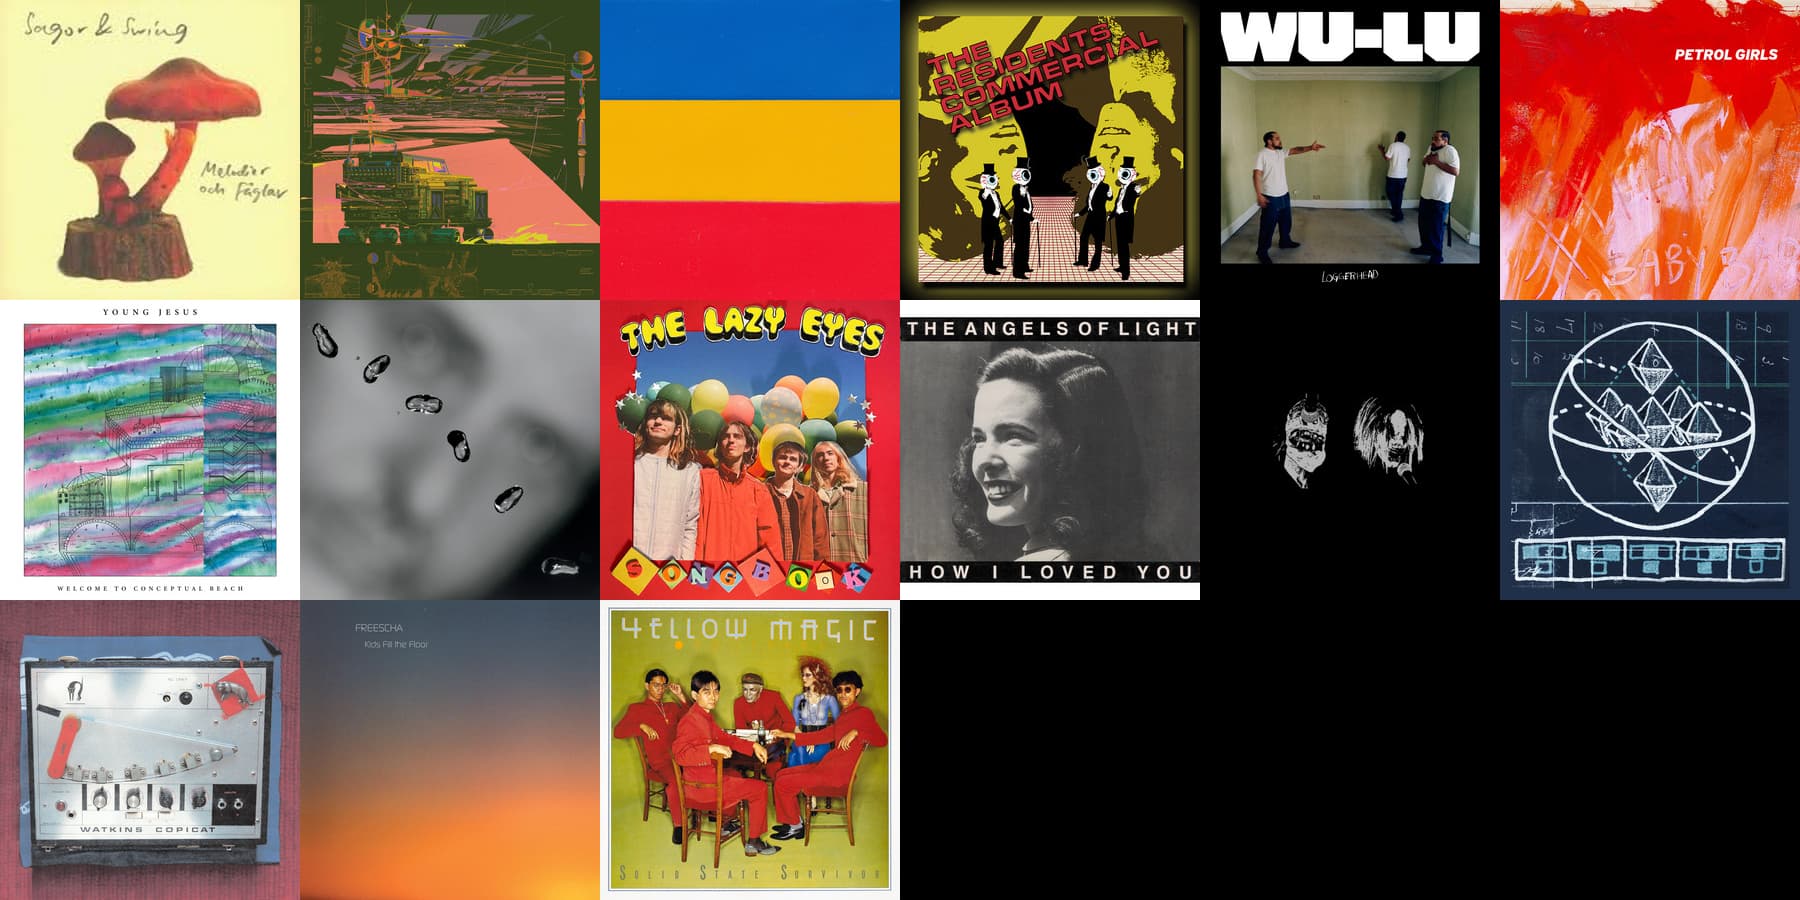 Sagor & Swing
Melodier
och Fåglar
THE
RESIDENTS
COMMERCIAL
ALBUM
WU-LU
LOGGERHEAD
PETROL GIRLS
BABY
YOUNG JESUS
WELCOME TO CONCEPTUAL BEACH
THE LAZY EYES
SONGBOOK
THE ANGELS OF LIGHT
HOW I LOVED YOU
WATKINS COPICAT
FREESCHA
Kids Fill the Floor
YELLOW MAGIC
SOLID STATE SURVIVOR